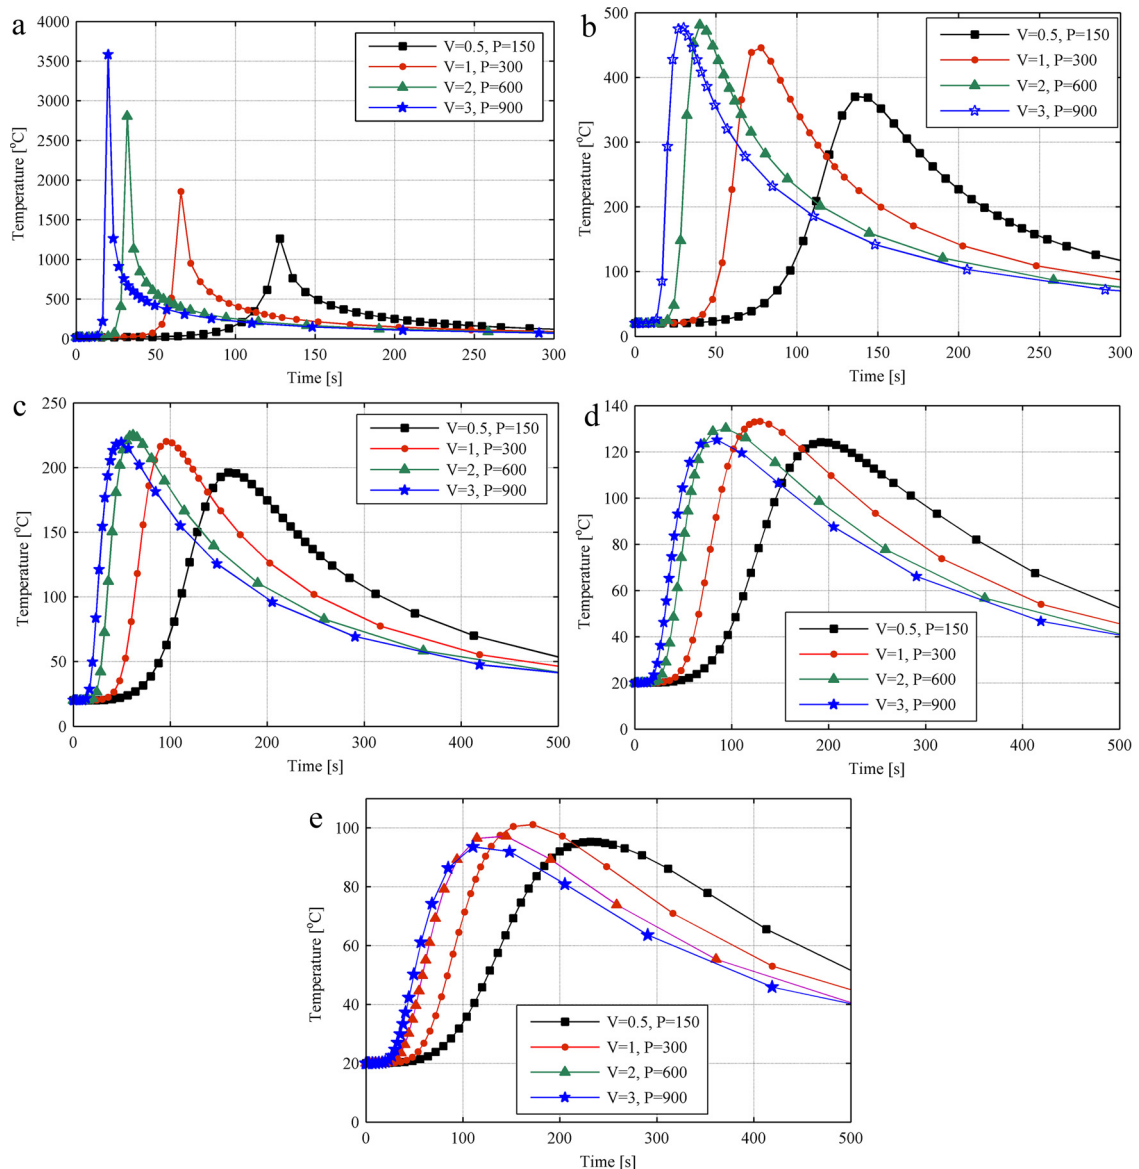 a
4000
3500
3000
2500
2000
1500
1000
500
0
0 50 100 150 200 250 300
Temperature [°C]
Time [s]
V=0.5, P=150
V=1, P=300
V=2, P=600
V=3, P=900
b
500
400
300
200
100
0
0 50 100 150 200 250 300
Temperature [°C]
Time [s]
V=0.5, P=150
V=1, P=300
V=2, P=600
V=3, P=900
c
250
200
150
100
50
0
0 100 200 300 400 500
Temperature [°C]
Time [s]
V=0.5, P=150
V=1, P=300
V=2, P=600
V=3, P=900
d
140
120
100
80
60
40
20
0
0 100 200 300 400 500
Temperature [°C]
Time [s]
V=0.5, P=150
V=1, P=300
V=2, P=600
V=3, P=900
e
100
80
60
40
20
0
0 100 200 300 400 500
Temperature [°C]
Time [s]
V=0.5, P=150
V=1, P=300
V=2, P=600
V=3, P=900